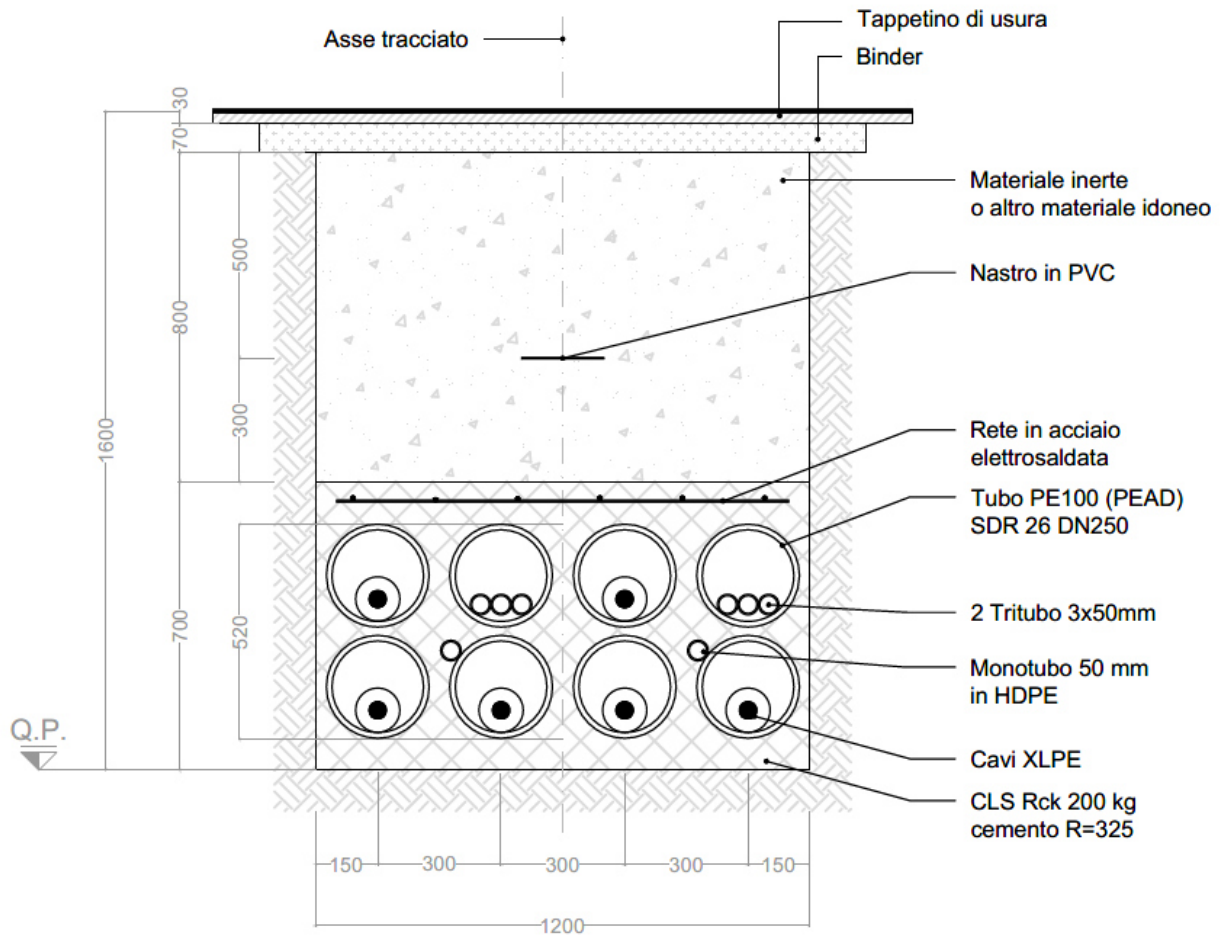 Tappetino di usura
Asse tracciato
Binder
30
70
Materiale inerte
o altro materiale idoneo
500
Nastro in PVC
800
300
1600
Rete in acciaio
elettrosaldata
Tubo PE100 (PEAD)
SDR 26 DN250
2 Tritubo 3x50mm
700
520
Monotubo 50 mm
in HDPE
Q.P.
Cavi XLPE
CLS Rck 200 kg
cemento R=325
150
300
300
300
150
1200